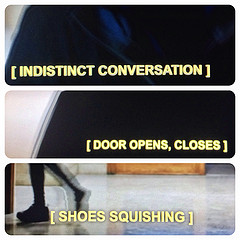 [ INDISTINCT CONVERSATION ]
[ DOOR OPENS, CLOSES ]
[ SHOES SQUISHING ]